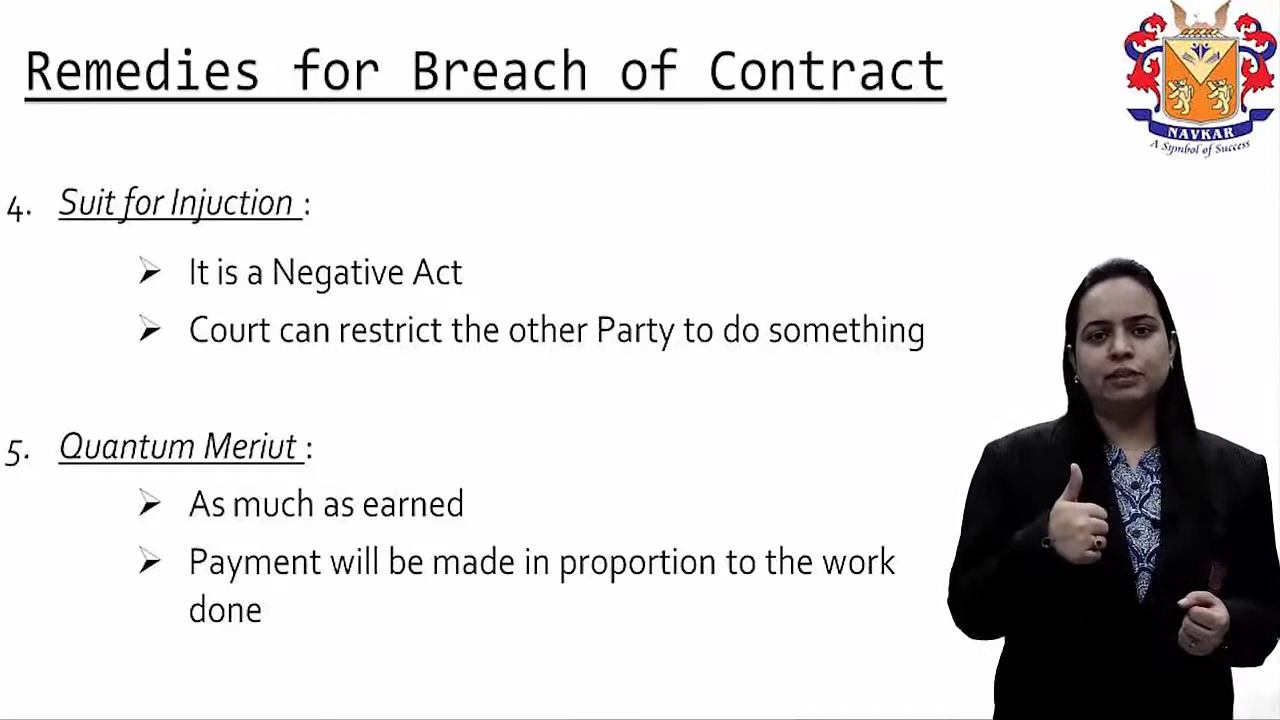 Remedies for Breach of Contract
NAVKAR
A Symbol of Success
4. Suit for Injuction :
➢ It is a Negative Act
➢ Court can restrict the other Party to do something
5. Quantum Meriut :
➢ As much as earned
➢ Payment will be made in proportion to the work
done